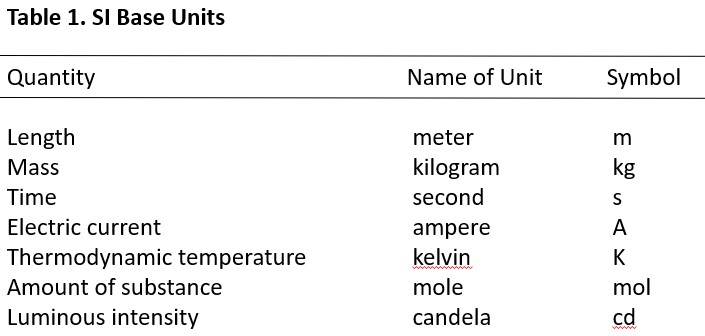 Table 1. SI Base Units
Quantity Name of Unit Symbol
Length meter m
Mass kilogram kg
Time second s
Electric current ampere A
Thermodynamic temperature kelvin K
Amount of substance mole mol
Luminous intensity candela cd